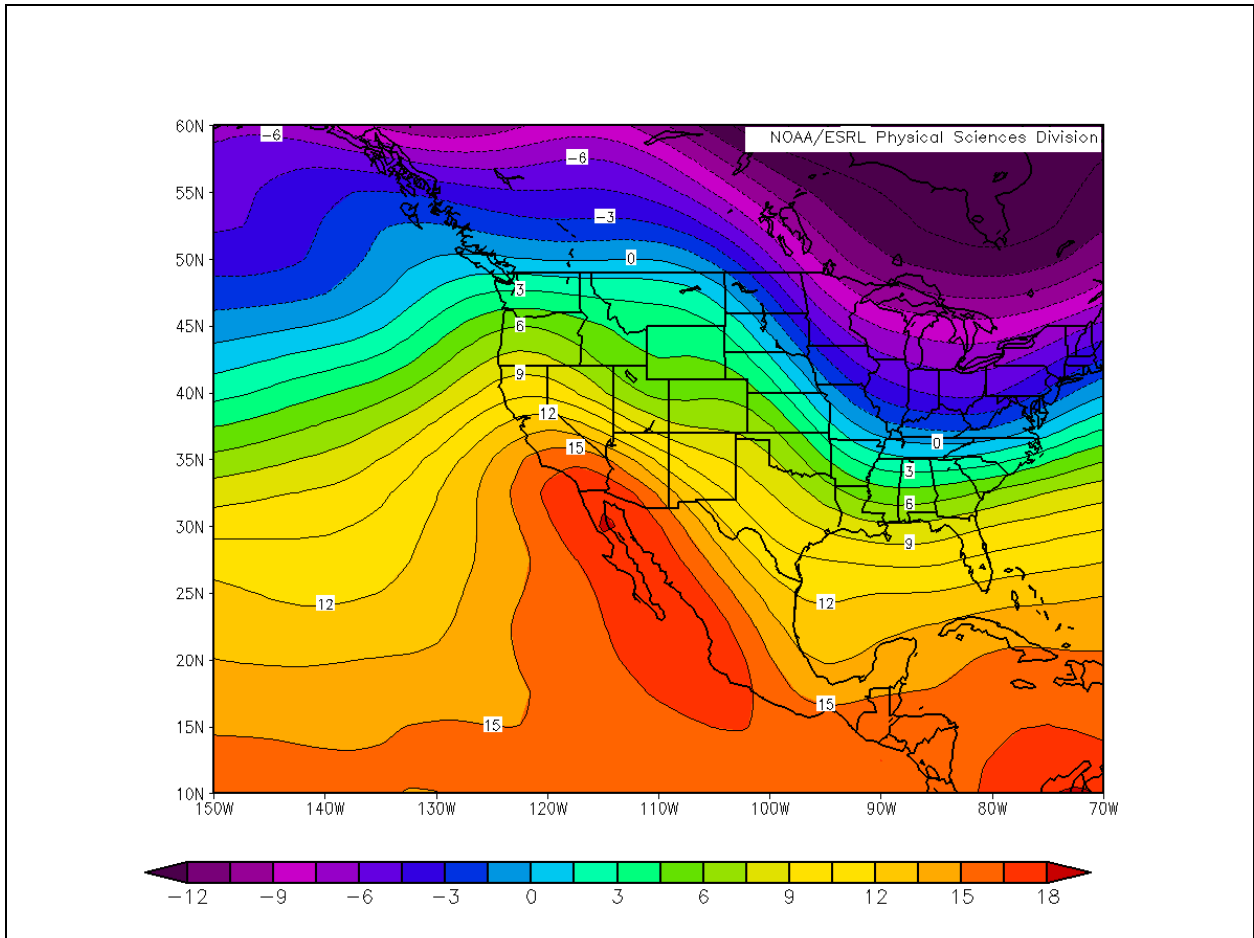 60N
NOAA/ESRL Physical Sciences Division
-6
-6
55N
-3
50N
0
3
45N
6
9
40N
12
0
15
35N
3
6
30N
9
25N
12
12
20N
15
15
15N
10N
150W 140W 130W 120W 110W 100W 90W 80W 70W
-12 -9 -6 -3 0 3 6 9 12 15 18